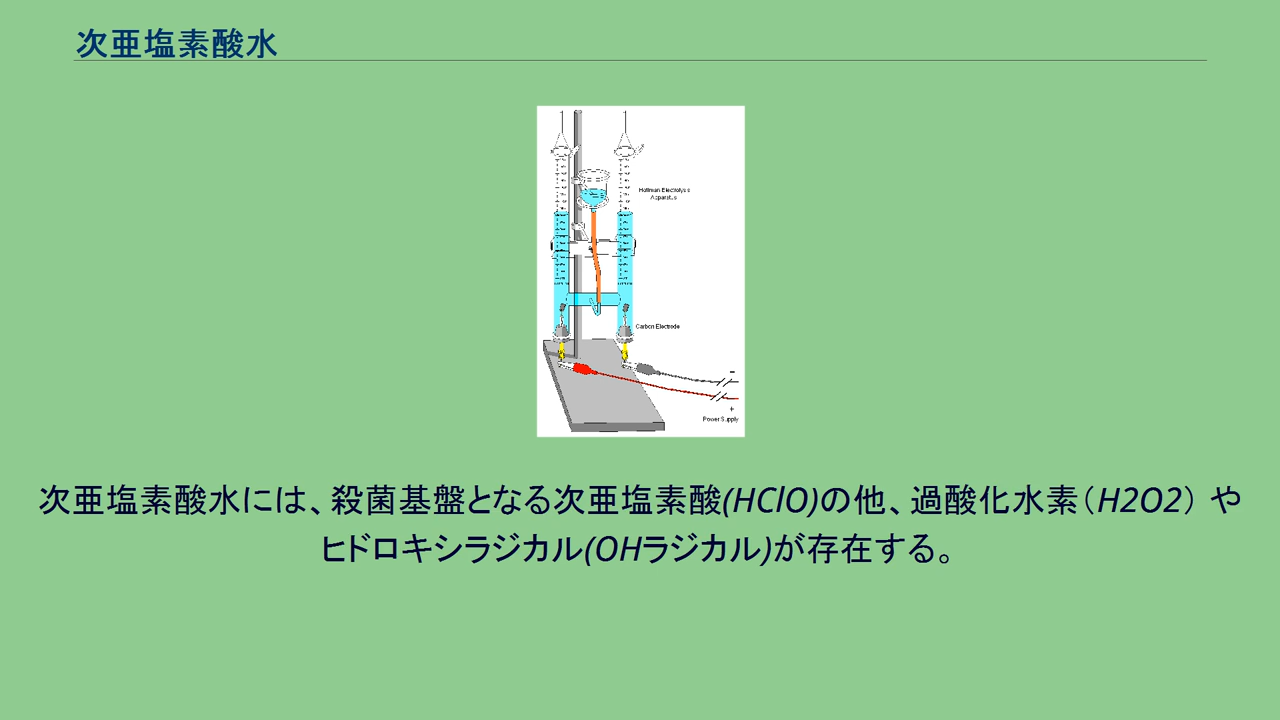 次亜塩素酸水
Hoffman Electrolysis
Apparatus
Carbon Electrode
−
+
Power Supply
次亜塩素酸水には、殺菌基盤となる次亜塩素酸(HClO)の他、過酸化水素（H2O2） や
ヒドロキシラジカル(OHラジカル)が存在する。